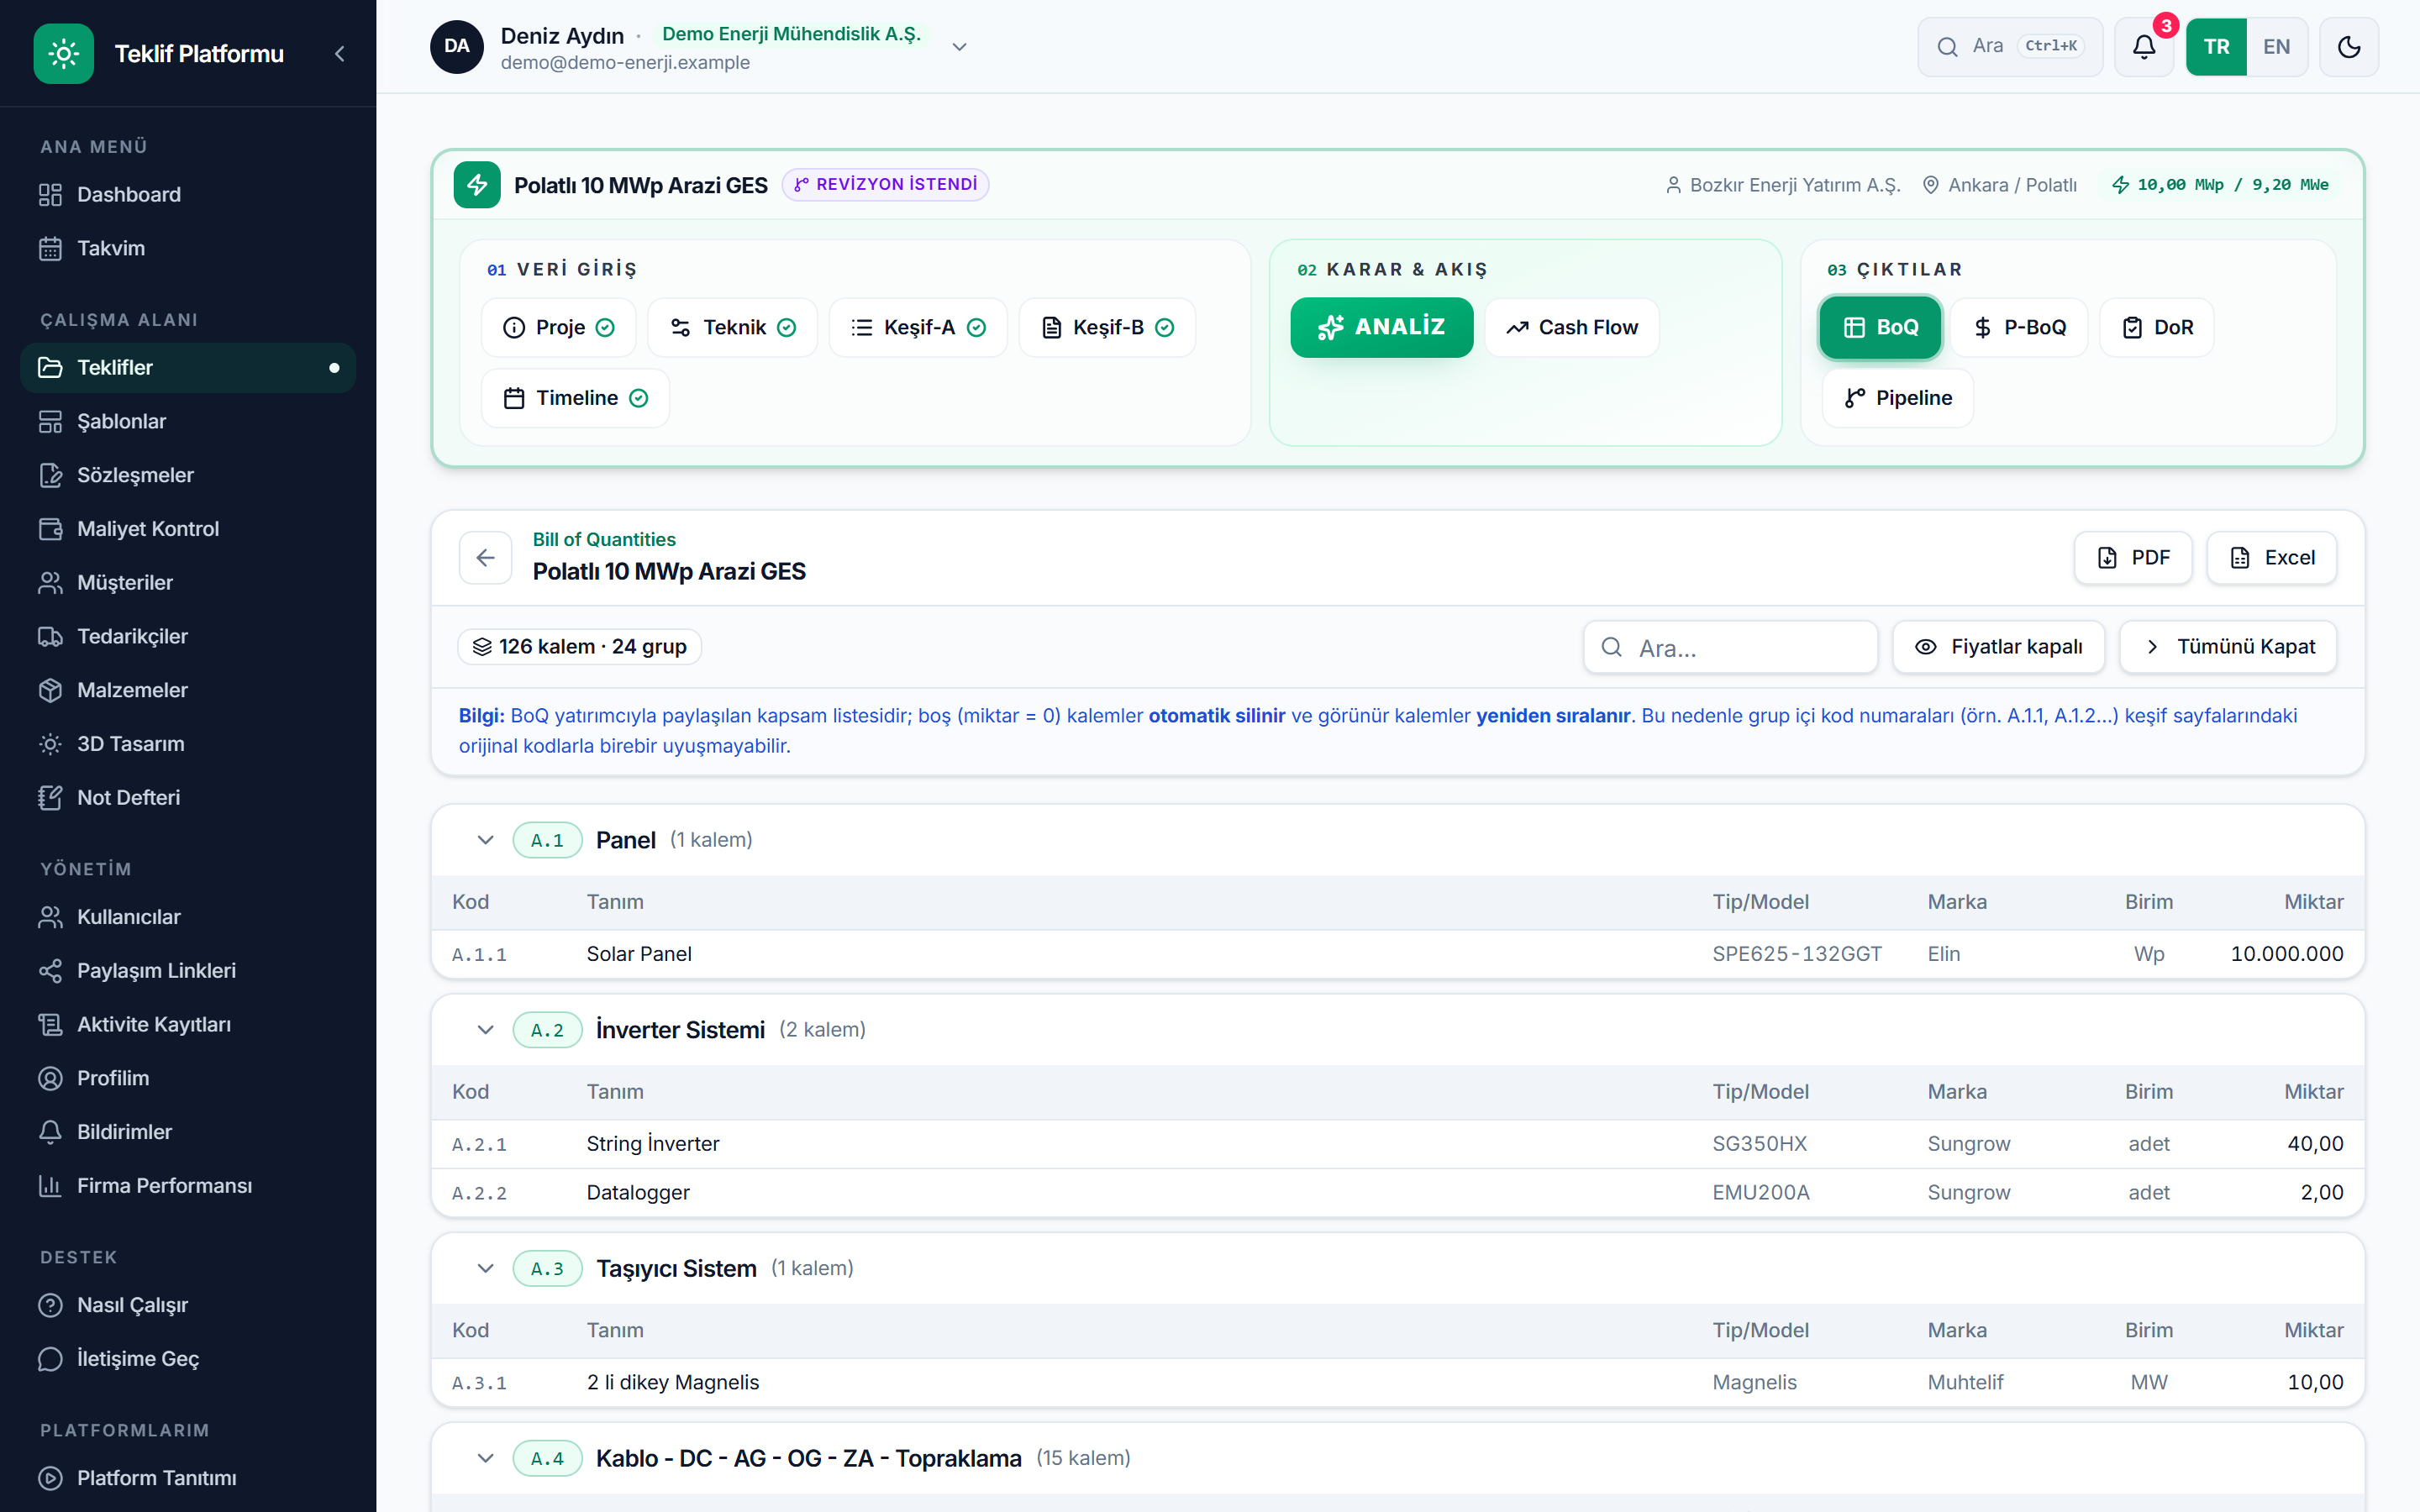 Teklif Platformu
ANA MENÜ
Dashboard
Takvim
ÇALIŞMA ALANI
Teklifler
Şablonlar
Sözleşmeler
Maliyet Kontrol
Müşteriler
Tedarikçiler
Malzemeler
3D Tasarım
Not Defteri
YÖNETİM
Kullanıcılar
Paylaşım Linkleri
Aktivite Kayıtları
Profilim
Bildirimler
Firma Performansı
DESTEK
Nasıl Çalışır
İletişime Geç
PLATFORMLARIM
Platform Tanıtımı
DA
Deniz Aydın · Demo Enerji Mühendislik A.Ş.
demo@demo-enerji.example
Ara Ctrl+K
3
TR EN
Polatlı 10 MWp Arazi GES REVİZYON İSTENDİ
Bozkır Enerji Yatırım A.Ş. Ankara / Polatlı 10,00 MWp / 9,20 MWe
01 VERİ GİRİŞ
Proje Teknik Keşif-A Keşif-B
Timeline
02 KARAR & AKIŞ
ANALİZ Cash Flow
03 ÇIKTILAR
BoQ P-BoQ DoR
Pipeline
Bill of Quantities
Polatlı 10 MWp Arazi GES
PDF Excel
126 kalem · 24 grup
Ara... Fiyatlar kapalı Tümünü Kapat
Bilgi: BoQ yatırımcıyla paylaşılan kapsam listesidir; boş (miktar = 0) kalemler otomatik silinir ve görünür kalemler yeniden sıralanır. Bu nedenle grup içi kod numaraları (örn. A.1.1, A.1.2...) keşif sayfalarındaki
orijinal kodlarla birebir uyuşmayabilir.
A.1 Panel (1 kalem)
Kod Tanım Tip/Model Marka Birim Miktar
A.1.1 Solar Panel SPE625-132GGT Elin Wp 10.000.000
A.2 İnverter Sistemi (2 kalem)
Kod Tanım Tip/Model Marka Birim Miktar
A.2.1 String İnverter SG350HX Sungrow adet 40,00
A.2.2 Datalogger EMU200A Sungrow adet 2,00
A.3 Taşıyıcı Sistem (1 kalem)
Kod Tanım Tip/Model Marka Birim Miktar
A.3.1 2 li dikey Magnelis Magnelis Muhtelif MW 10,00
A.4 Kablo - DC - AG - OG - ZA - Topraklama (15 kalem)